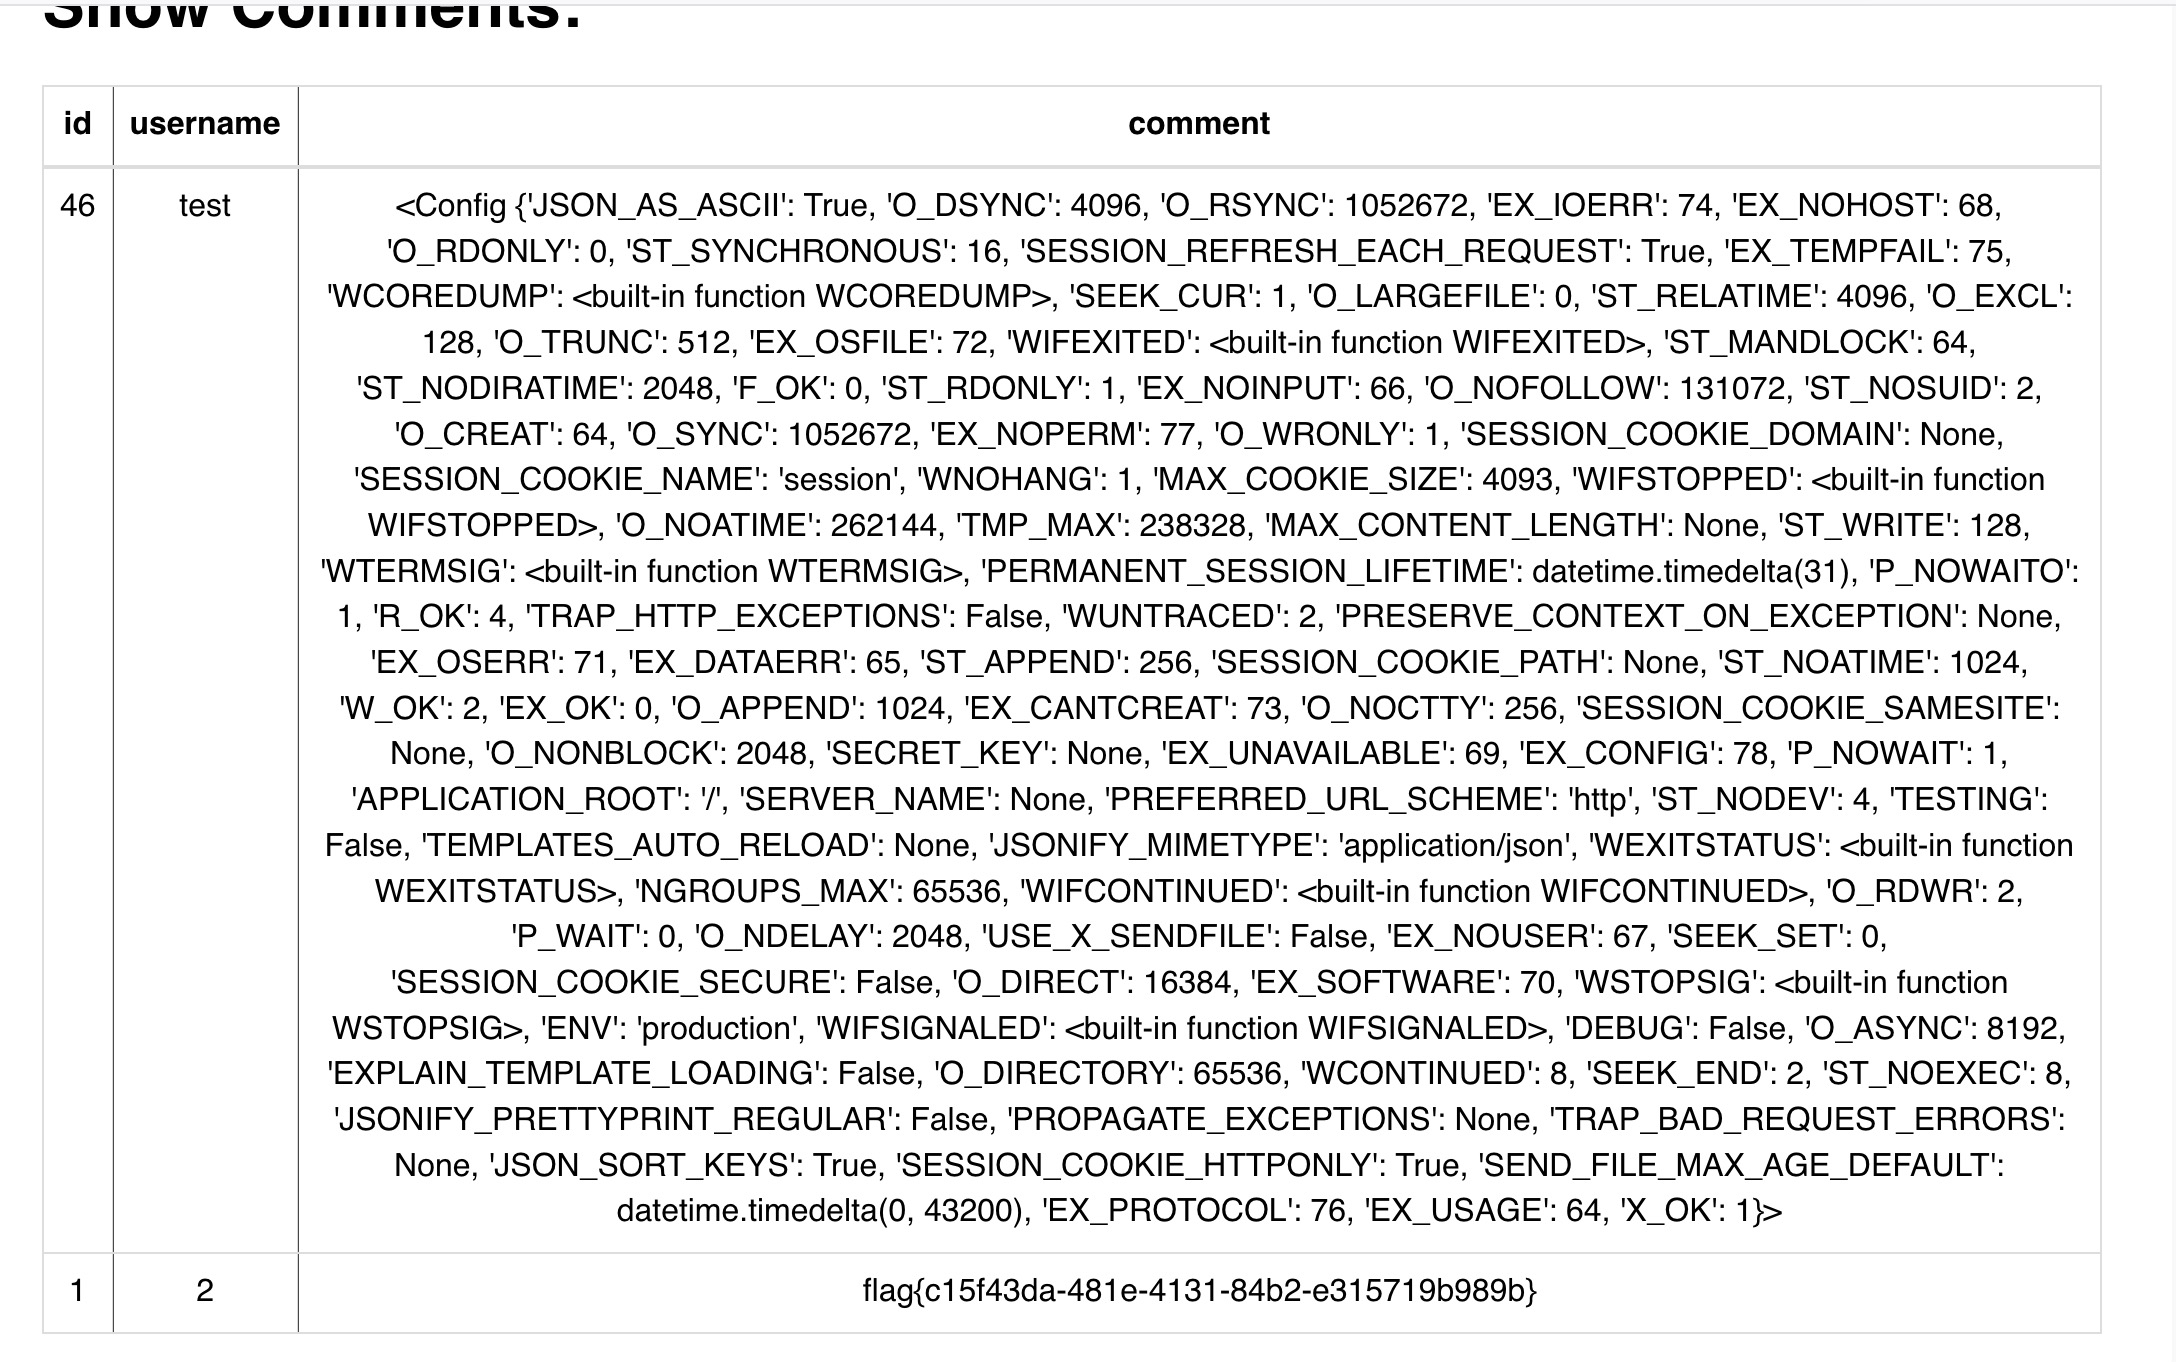 Show Comments:
id username comment
46 test <Config {'JSON_AS_ASCII': True, 'O_DSYNC': 4096, 'O_RSYNC': 1052672, 'EX_IOERR': 74, 'EX_NOHOST': 68,
'O_RDONLY': 0, 'ST_SYNCHRONOUS': 16, 'SESSION_REFRESH_EACH_REQUEST': True, 'EX_TEMPFAIL': 75,
'WCOREDUMP': <built-in function WCOREDUMP>, 'SEEK_CUR': 1, 'O_LARGEFILE': 0, 'ST_RELATIME': 4096, 'O_EXCL':
128, 'O_TRUNC': 512, 'EX_OSFILE': 72, 'WIFEXITED': <built-in function WIFEXITED>, 'ST_MANDLOCK': 64,
'ST_NODIRATIME': 2048, 'F_OK': 0, 'ST_RDONLY': 1, 'EX_NOINPUT': 66, 'O_NOFOLLOW': 131072, 'ST_NOSUID': 2,
'O_CREAT': 64, 'O_SYNC': 1052672, 'EX_NOPERM': 77, 'O_WRONLY': 1, 'SESSION_COOKIE_DOMAIN': None,
'SESSION_COOKIE_NAME': 'session', 'WNOHANG': 1, 'MAX_COOKIE_SIZE': 4093, 'WIFSTOPPED': <built-in function
WIFSTOPPED>, 'O_NOATIME': 262144, 'TMP_MAX': 238328, 'MAX_CONTENT_LENGTH': None, 'ST_WRITE': 128,
'WTERMSIG': <built-in function WTERMSIG>, 'PERMANENT_SESSION_LIFETIME': datetime.timedelta(31), 'P_NOWAITO':
1, 'R_OK': 4, 'TRAP_HTTP_EXCEPTIONS': False, 'WUNTRACED': 2, 'PRESERVE_CONTEXT_ON_EXCEPTION': None,
'EX_OSERR': 71, 'EX_DATAERR': 65, 'ST_APPEND': 256, 'SESSION_COOKIE_PATH': None, 'ST_NOATIME': 1024,
'W_OK': 2, 'EX_OK': 0, 'O_APPEND': 1024, 'EX_CANTCREAT': 73, 'O_NOCTTY': 256, 'SESSION_COOKIE_SAMESITE':
None, 'O_NONBLOCK': 2048, 'SECRET_KEY': None, 'EX_UNAVAILABLE': 69, 'EX_CONFIG': 78, 'P_NOWAIT': 1,
'APPLICATION_ROOT': '/', 'SERVER_NAME': None, 'PREFERRED_URL_SCHEME': 'http', 'ST_NODEV': 4, 'TESTING':
False, 'TEMPLATES_AUTO_RELOAD': None, 'JSONIFY_MIMETYPE': 'application/json', 'WEXITSTATUS': <built-in function
WEXITSTATUS>, 'NGROUPS_MAX': 65536, 'WIFCONTINUED': <built-in function WIFCONTINUED>, 'O_RDWR': 2,
'P_WAIT': 0, 'O_NDELAY': 2048, 'USE_X_SENDFILE': False, 'EX_NOUSER': 67, 'SEEK_SET': 0,
'SESSION_COOKIE_SECURE': False, 'O_DIRECT': 16384, 'EX_SOFTWARE': 70, 'WSTOPSIG': <built-in function
WSTOPSIG>, 'ENV': 'production', 'WIFSIGNALED': <built-in function WIFSIGNALED>, 'DEBUG': False, 'O_ASYNC': 8192,
'EXPLAIN_TEMPLATE_LOADING': False, 'O_DIRECTORY': 65536, 'WCONTINUED': 8, 'SEEK_END': 2, 'ST_NOEXEC': 8,
'JSONIFY_PRETTYPRINT_REGULAR': False, 'PROPAGATE_EXCEPTIONS': None, 'TRAP_BAD_REQUEST_ERRORS':
None, 'JSON_SORT_KEYS': True, 'SESSION_COOKIE_HTTPONLY': True, 'SEND_FILE_MAX_AGE_DEFAULT':
datetime.timedelta(0, 43200), 'EX_PROTOCOL': 76, 'EX_USAGE': 64, 'X_OK': 1}>
1 2 flag{c15f43da-481e-4131-84b2-e315719b989b}